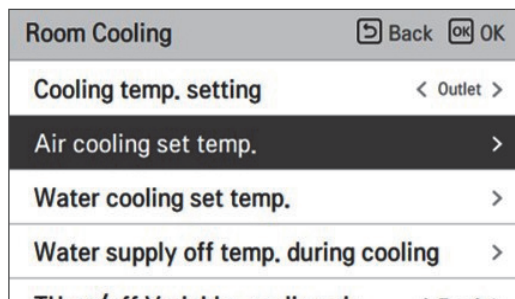 Room Cooling Back OK OK
Cooling temp. setting < Outlet >
Air cooling set temp. >
Water cooling set temp. >
Water supply off temp. during cooling >